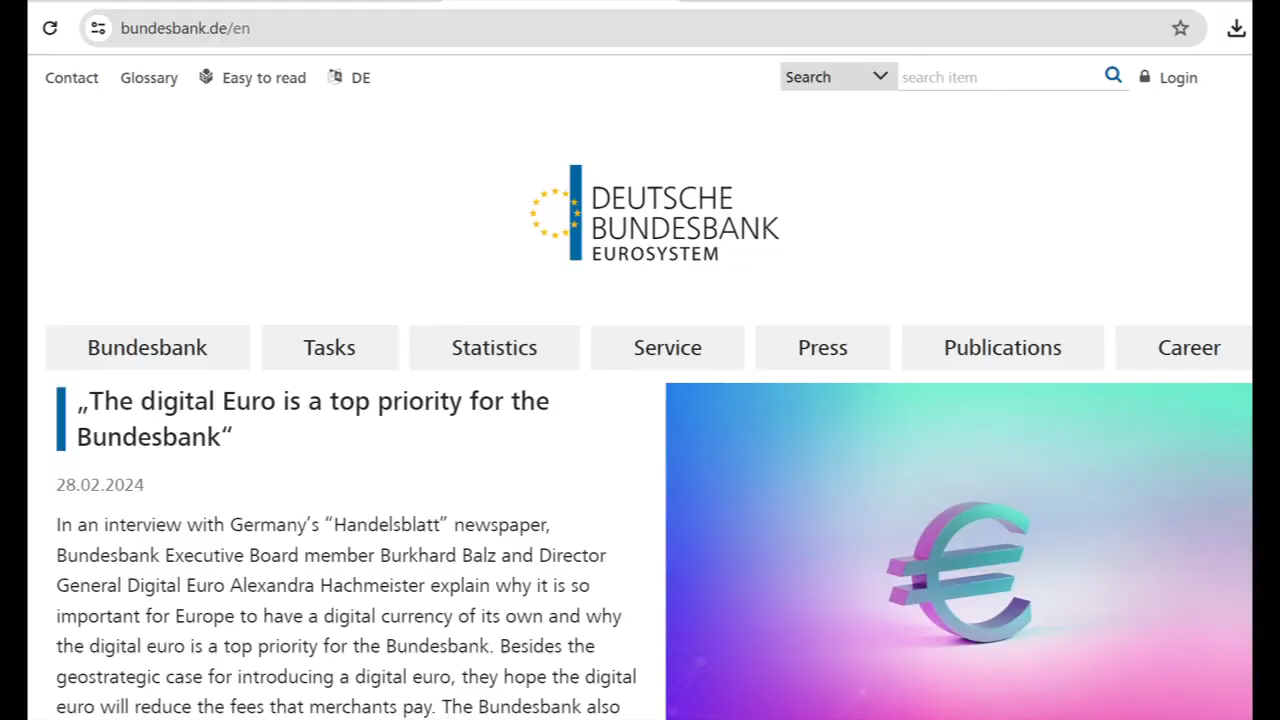 bundesbank.de/en
Contact Glossary Easy to read DE Search search item Login
DEUTSCHE
BUNDESBANK
EUROSYSTEM
Bundesbank Tasks Statistics Service Press Publications Career
„The digital Euro is a top priority for the
Bundesbank“
28.02.2024
In an interview with Germany’s “Handelsblatt” newspaper,
Bundesbank Executive Board member Burkhard Balz and Director
General Digital Euro Alexandra Hachmeister explain why it is so
important for Europe to have a digital currency of its own and why
the digital euro is a top priority for the Bundesbank. Besides the
geostrategic case for introducing a digital euro, they hope the digital
euro will reduce the fees that merchants pay. The Bundesbank also